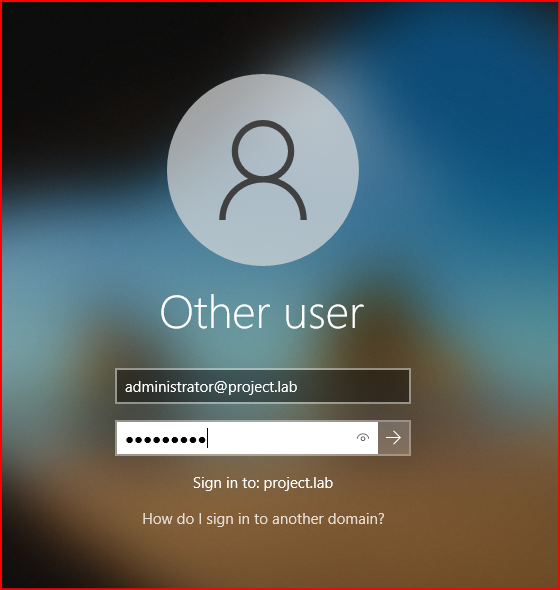 Other user
administrator@project.lab
●●●●●●●●●
Sign in to: project.lab
How do I sign in to another domain?